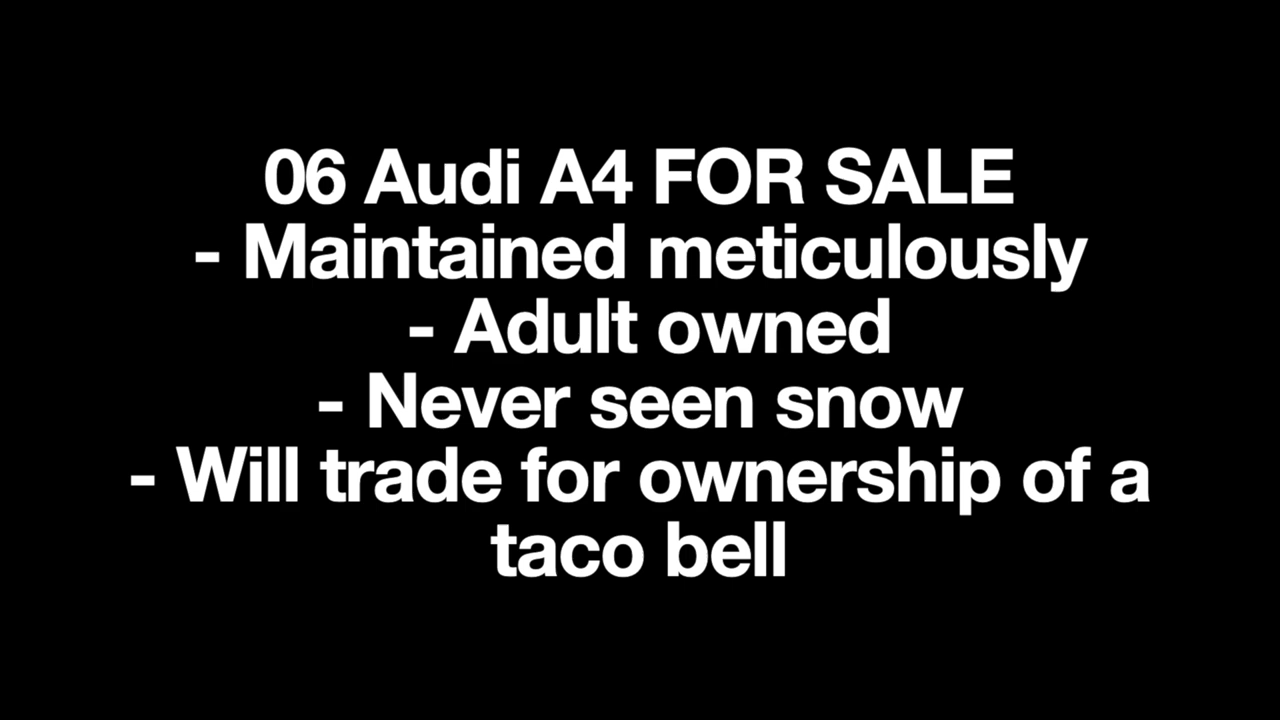 06 Audi A4 FOR SALE
- Maintained meticulously
- Adult owned
- Never seen snow
- Will trade for ownership of a
taco bell